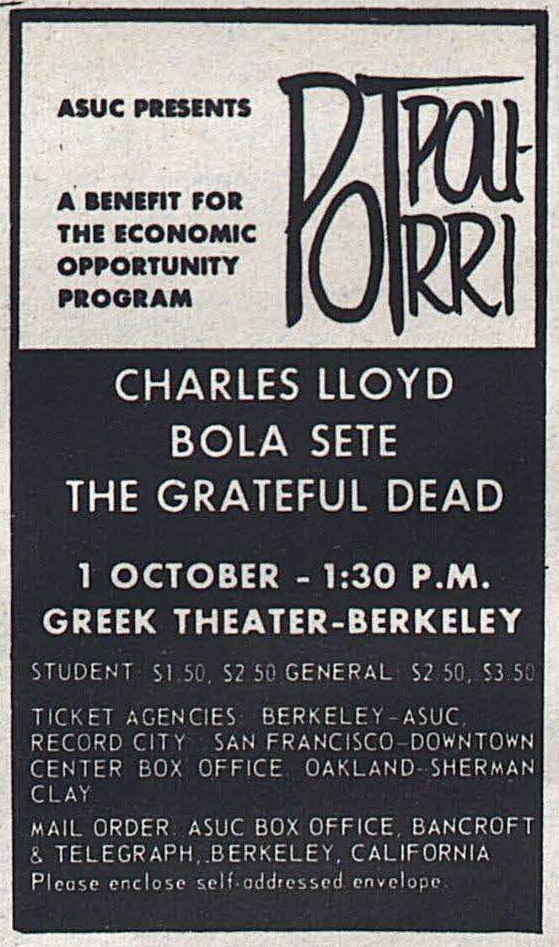 ASUC PRESENTS
A BENEFIT FOR
THE ECONOMIC
OPPORTUNITY
PROGRAM
POTPOU-
RRI
CHARLES LLOYD
BOLA SETE
THE GRATEFUL DEAD
1 OCTOBER - 1:30 P.M.
GREEK THEATER-BERKELEY
STUDENT: $1.50, $2.50 GENERAL: $2.50, $3.50
TICKET AGENCIES: BERKELEY-ASUC,
RECORD CITY. SAN FRANCISCO-DOWNTOWN
CENTER BOX OFFICE. OAKLAND-SHERMAN
CLAY
MAIL ORDER: ASUC BOX OFFICE, BANCROFT
& TELEGRAPH, BERKELEY, CALIFORNIA
Please enclose self-addressed envelope.